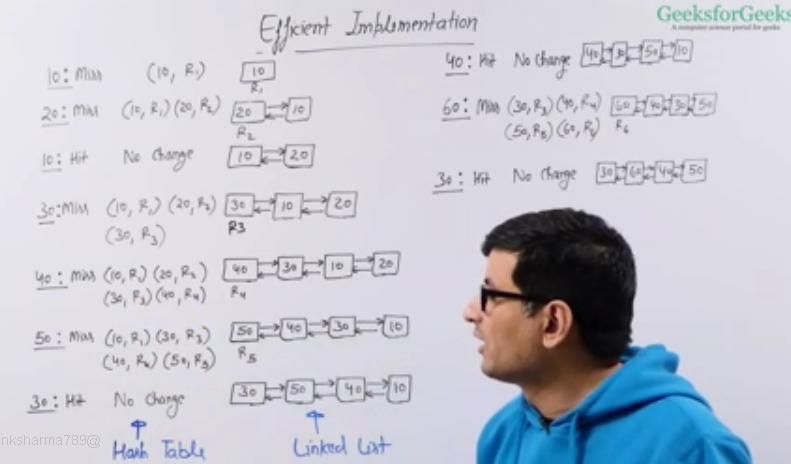 Efficient Implementation
GeeksforGeeks
A computer science portal for geeks
10: Miss (10, R1) 10
R1
20: Miss (10, R1) (20, R2) 20 10
R2
10: Hit No Change 10 20
30: Miss (10, R1) (20, R2) 30 10 20
(30, R3) R3
40: Miss (10, R1) (20, R2) 40 30 10 20
(30, R3) (40, R4) R4
50: Miss (10, R1) (30, R3) 50 40 30 10
(40, R4) (50, R5) R5
30: Hit No Change 30 50 40 10
Hash Table Linked List
nksharma789@
40: Hit No Change 40 30 50 10
60: Miss (30, R3) (40, R4) 60 40 30 50
(50, R5) (60, R6) R6
30: Hit No Change 30 60 40 50